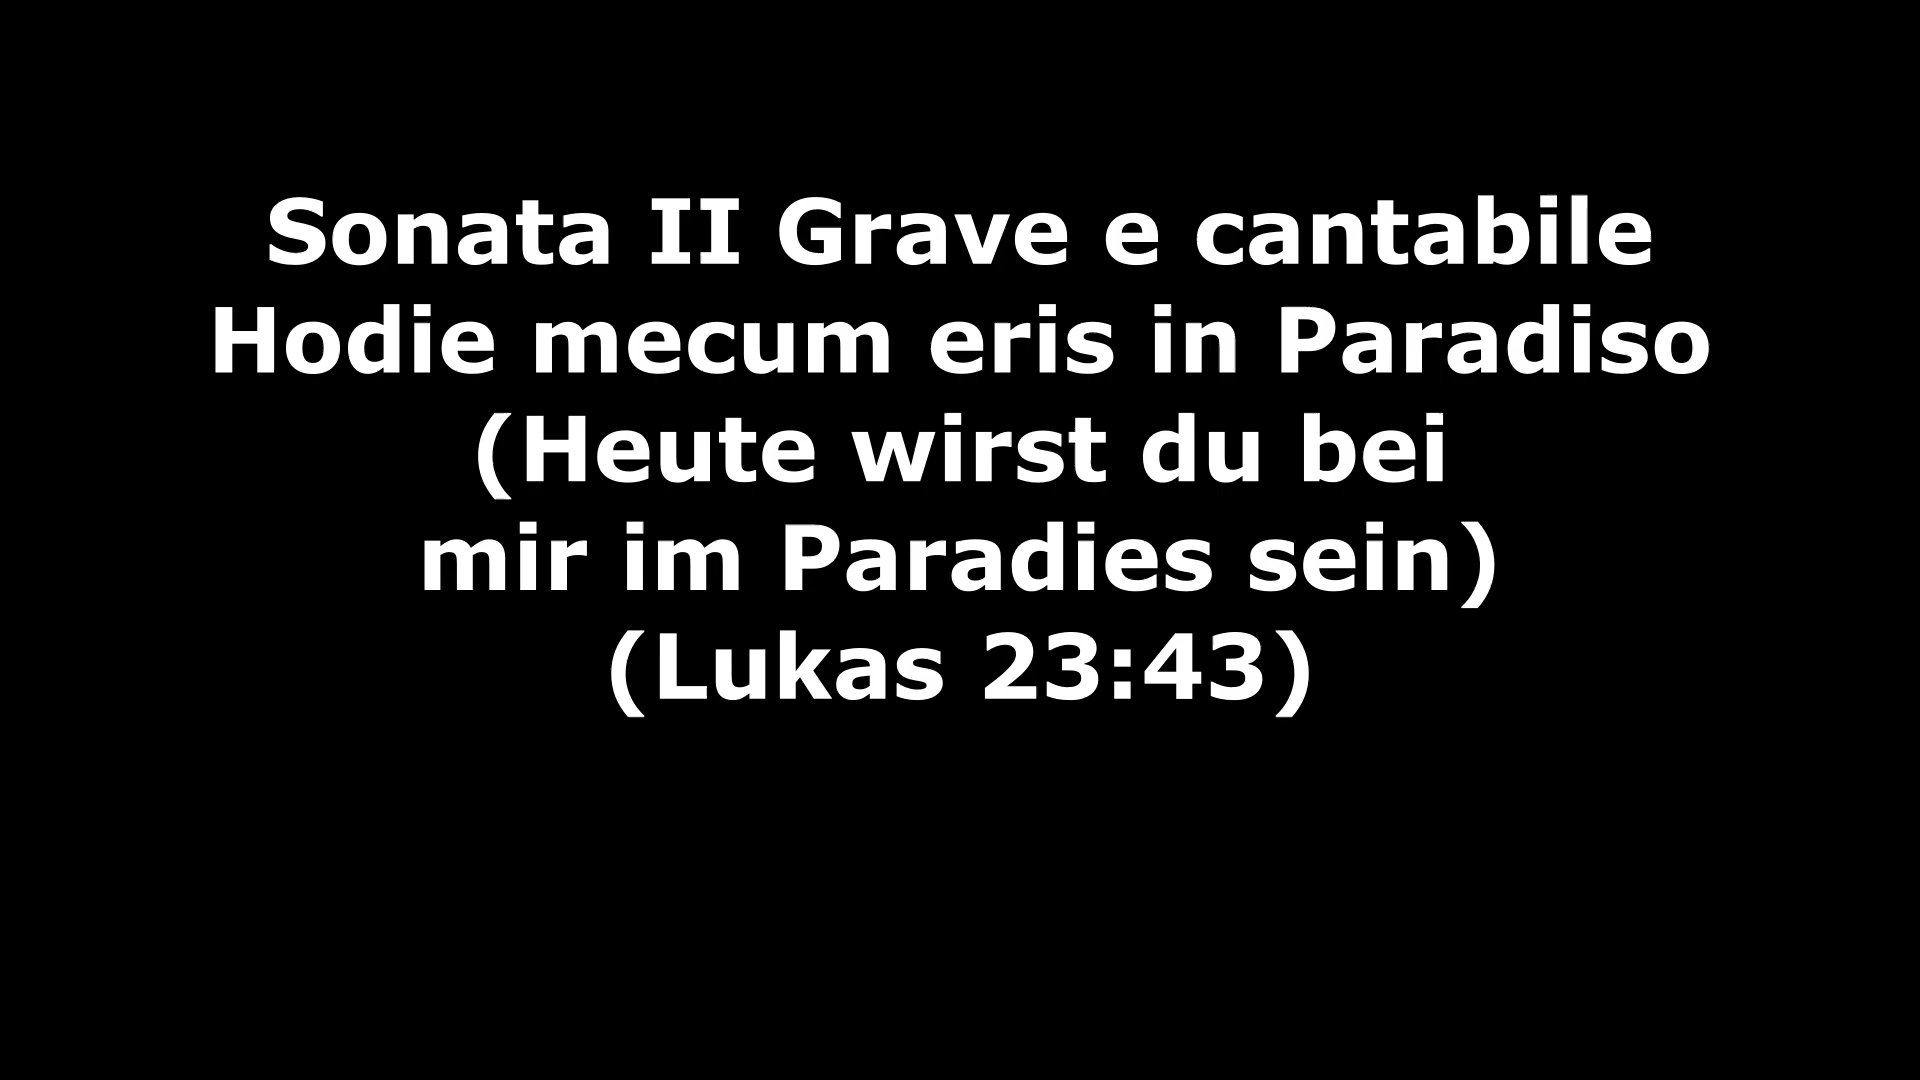 Sonata II Grave e cantabile
Hodie mecum eris in Paradiso
(Heute wirst du bei
mir im Paradies sein)
(Lukas 23:43)